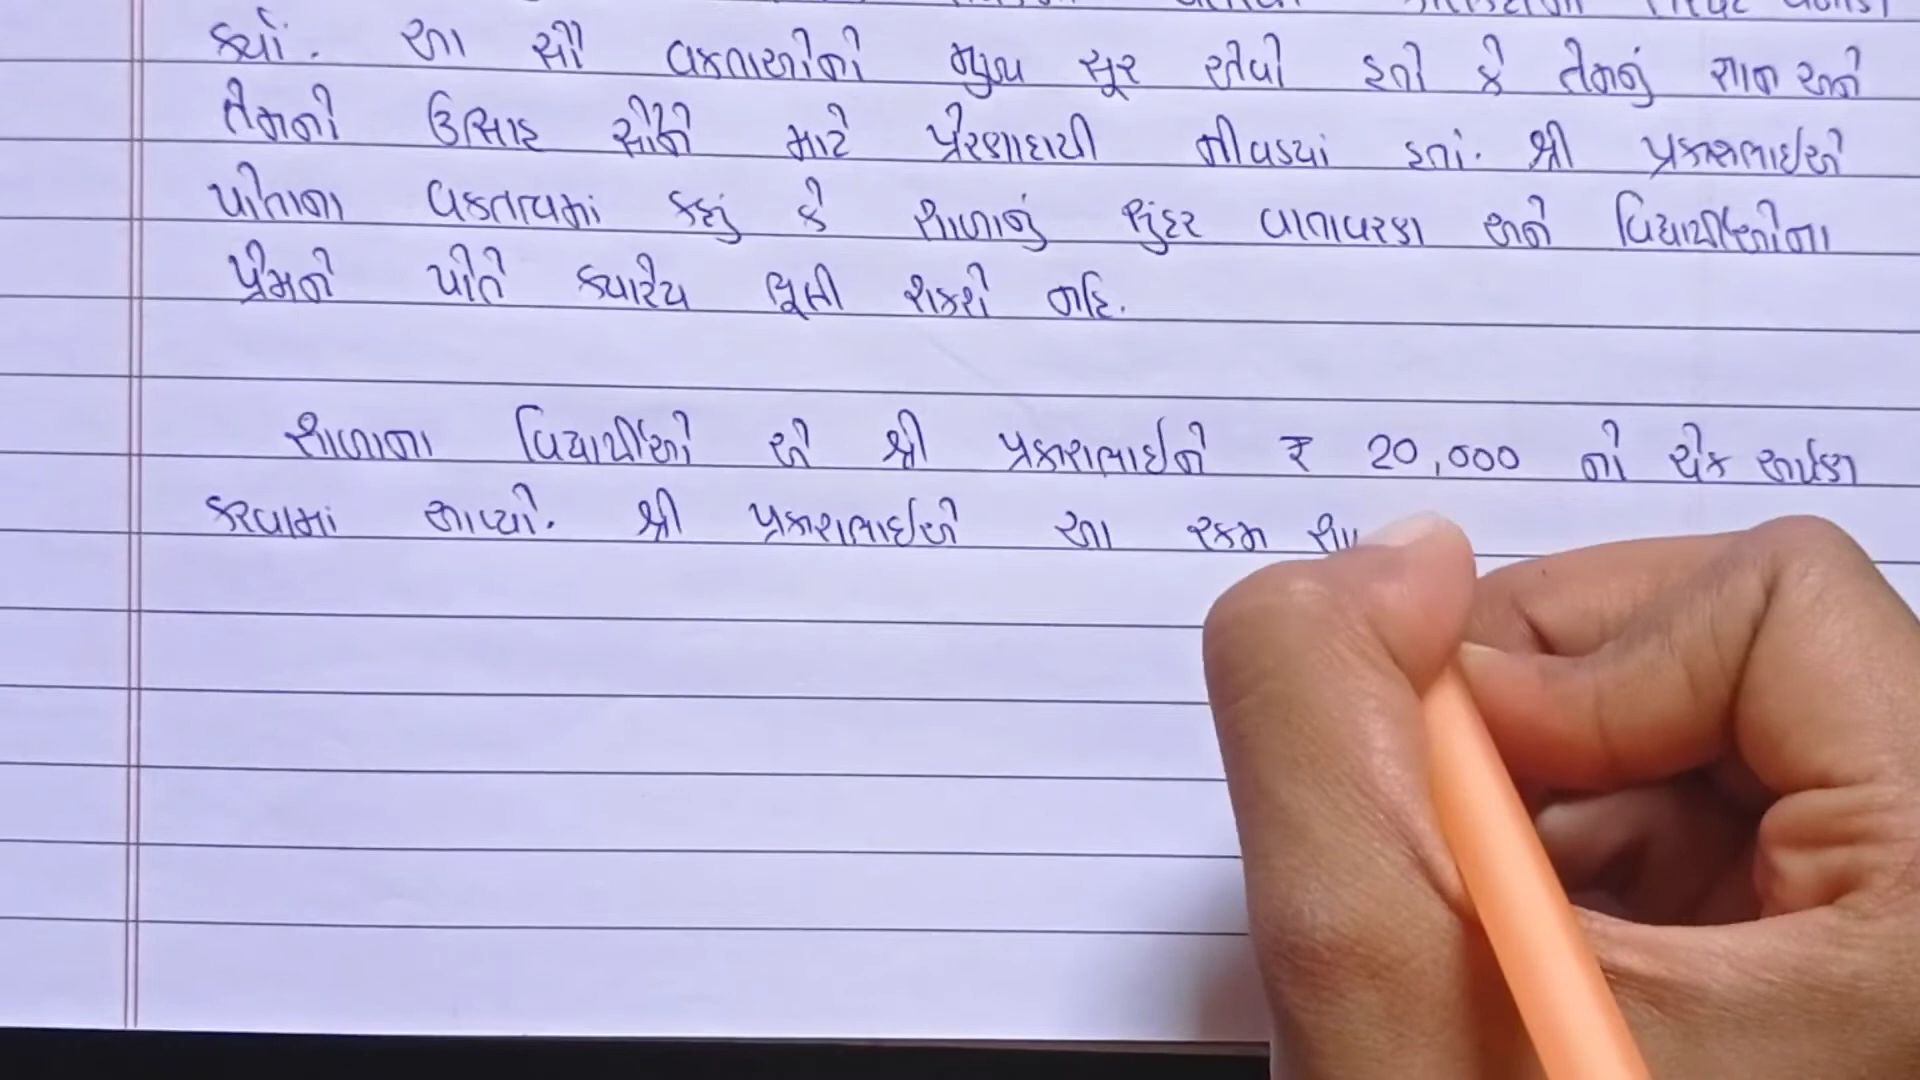 કર્યાં. આ સૌ વક્તાઓનો મુખ્ય સૂર એવો હતો કે તેમનું જ્ઞાન અને
તેમનો ઉત્સાહ સૌને માટે પ્રેરણાદાયી નીવડ્યાં હતાં. શ્રી પ્રકાશભાઈએ
પોતાના વક્તવ્યમાં કહ્યું કે શાળાનું સુંદર વાતાવરણ અને વિદ્યાર્થીઓના
પ્રેમને પોતે ક્યારેય ભૂલી શકશે નહિ.
શાળાના વિદ્યાર્થીઓ એ શ્રી પ્રકાશભાઈને ₹ 20,000 નો ચેક અર્પણ
કરવામાં આવ્યો. શ્રી પ્રકાશભાઈએ આ રકમ